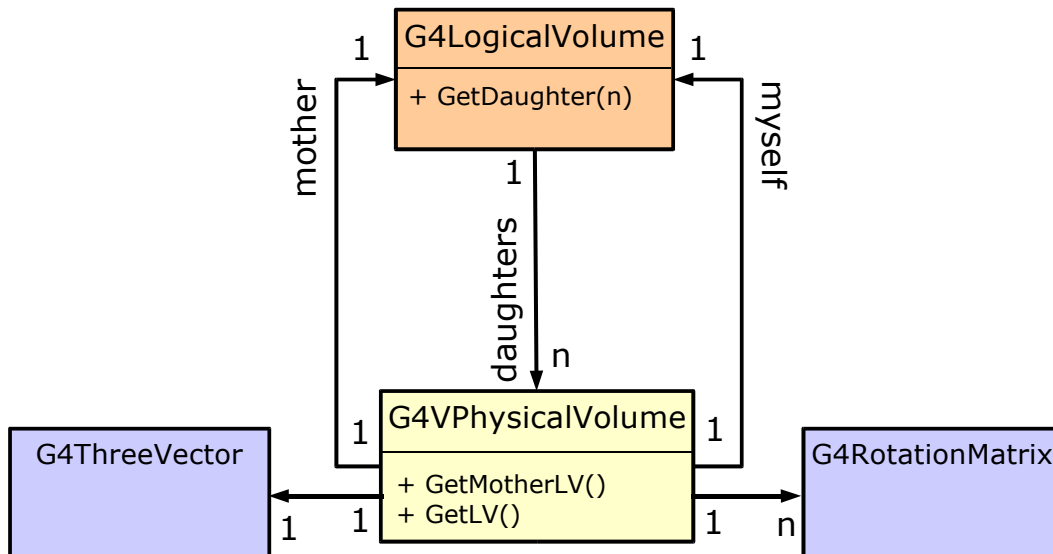 G4LogicalVolume
1
1
+ GetDaughter(n)
mother
myself
1
daughters
n
G4VPhysicalVolume
1
1
G4ThreeVector
G4RotationMatrix
+ GetMotherLV()
+ GetLV()
1
1
1
n